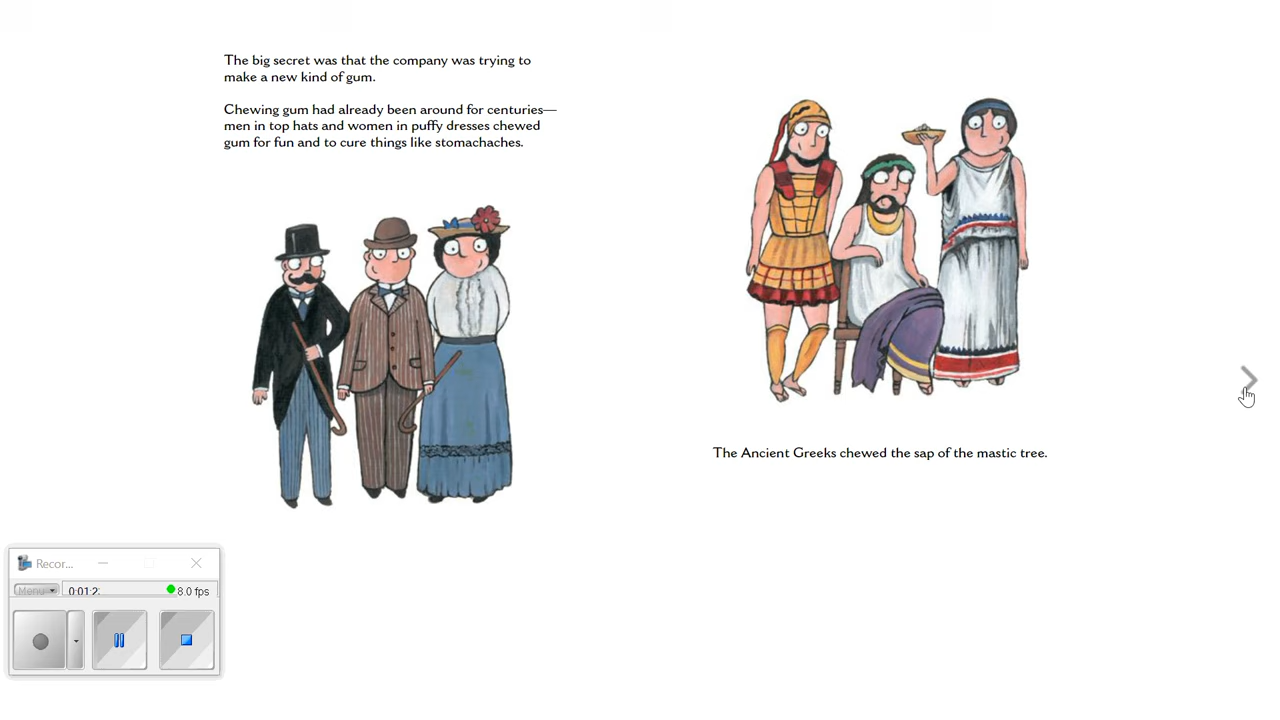 The big secret was that the company was trying to
make a new kind of gum.
Chewing gum had already been around for centuries—
men in top hats and women in puffy dresses chewed
gum for fun and to cure things like stomachaches.
The Ancient Greeks chewed the sap of the mastic tree.
Recor...
Menu
0:01:2
8.0 fps